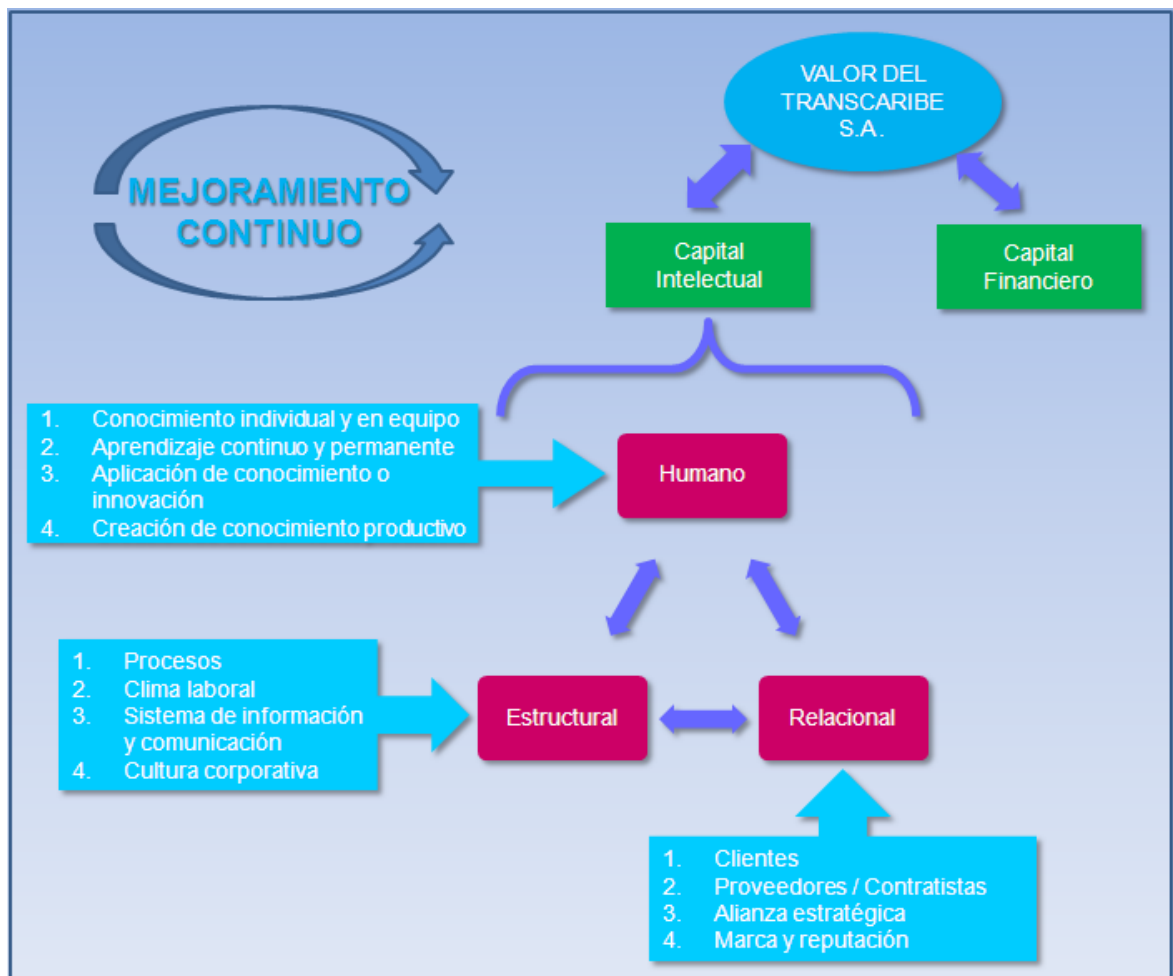 VALOR DEL
TRANSCARIBE
S.A.
MEJORAMIENTO
CONTINUO
Capital
Intelectual
Capital
Financiero
1. Conocimiento individual y en equipo
2. Aprendizaje continuo y permanente
3. Aplicación de conocimiento o
innovación
4. Creación de conocimiento productivo
Humano
1. Procesos
2. Clima laboral
3. Sistema de información
y comunicación
4. Cultura corporativa
Estructural
Relacional
1. Clientes
2. Proveedores / Contratistas
3. Alianza estratégica
4. Marca y reputación